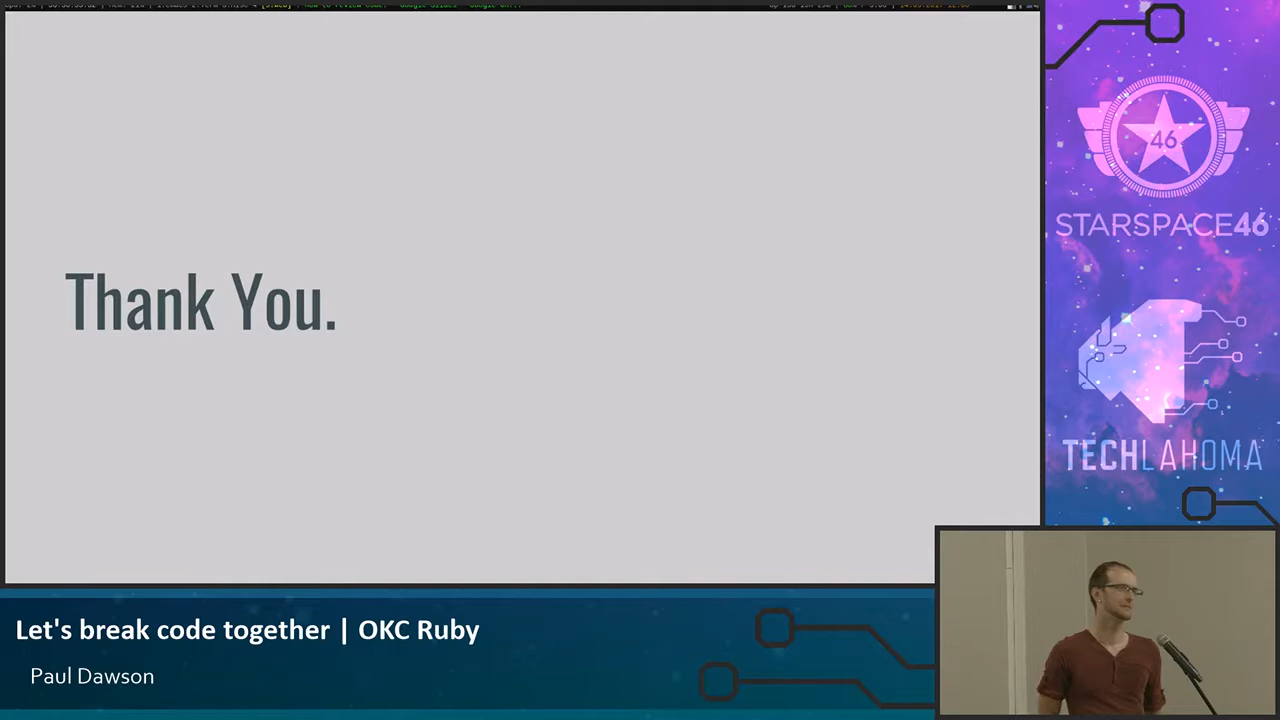 Thank You.
46
STARSPACE46
TECHLAHOMA
Let's break code together | OKC Ruby
Paul Dawson